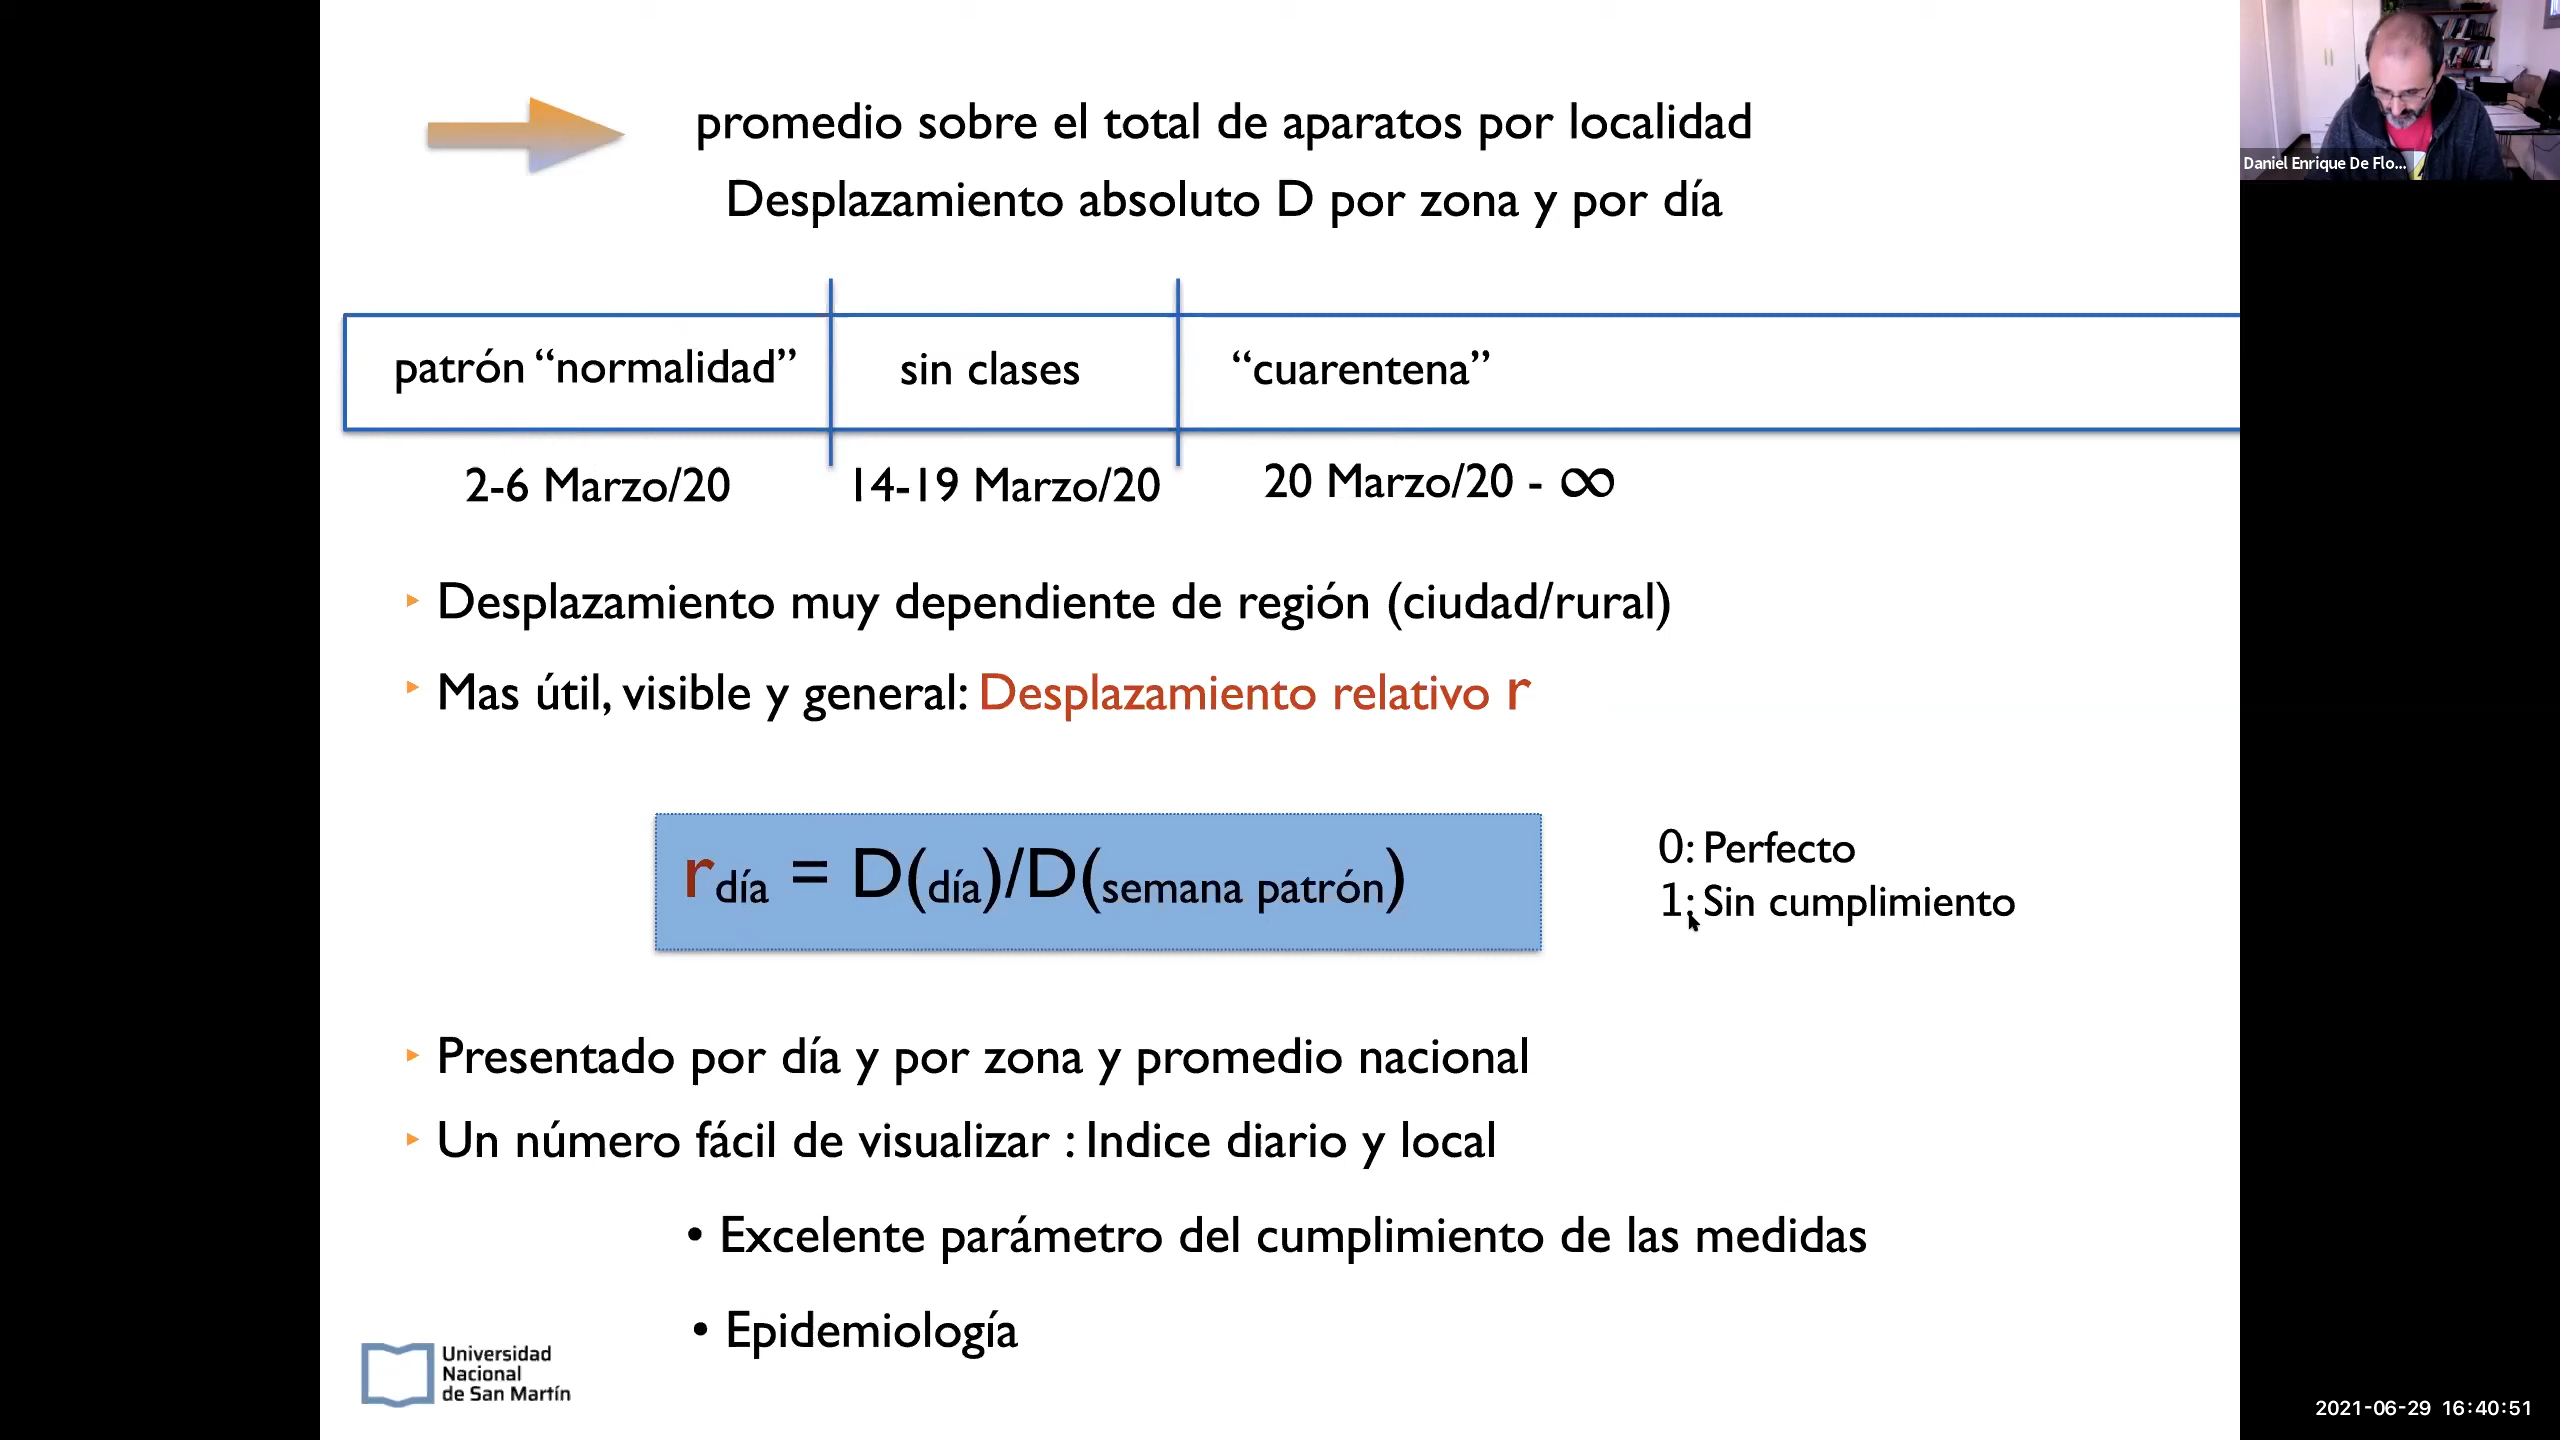 promedio sobre el total de aparatos por localidad
Desplazamiento absoluto D por zona y por día
patrón “normalidad”
sin clases
“cuarentena”
2-6 Marzo/20
14-19 Marzo/20
20 Marzo/20 - ∞
‣ Desplazamiento muy dependiente de región (ciudad/rural)
‣ Mas útil, visible y general: Desplazamiento relativo r
r día = D(día)/D(semana patrón)
0: Perfecto
1: Sin cumplimiento
‣ Presentado por día y por zona y promedio nacional
‣ Un número fácil de visualizar : Indice diario y local
• Excelente parámetro del cumplimiento de las medidas
• Epidemiología
Universidad
Nacional
de San Martín
Daniel Enrique De Flo...
2021-06-29 16:40:51